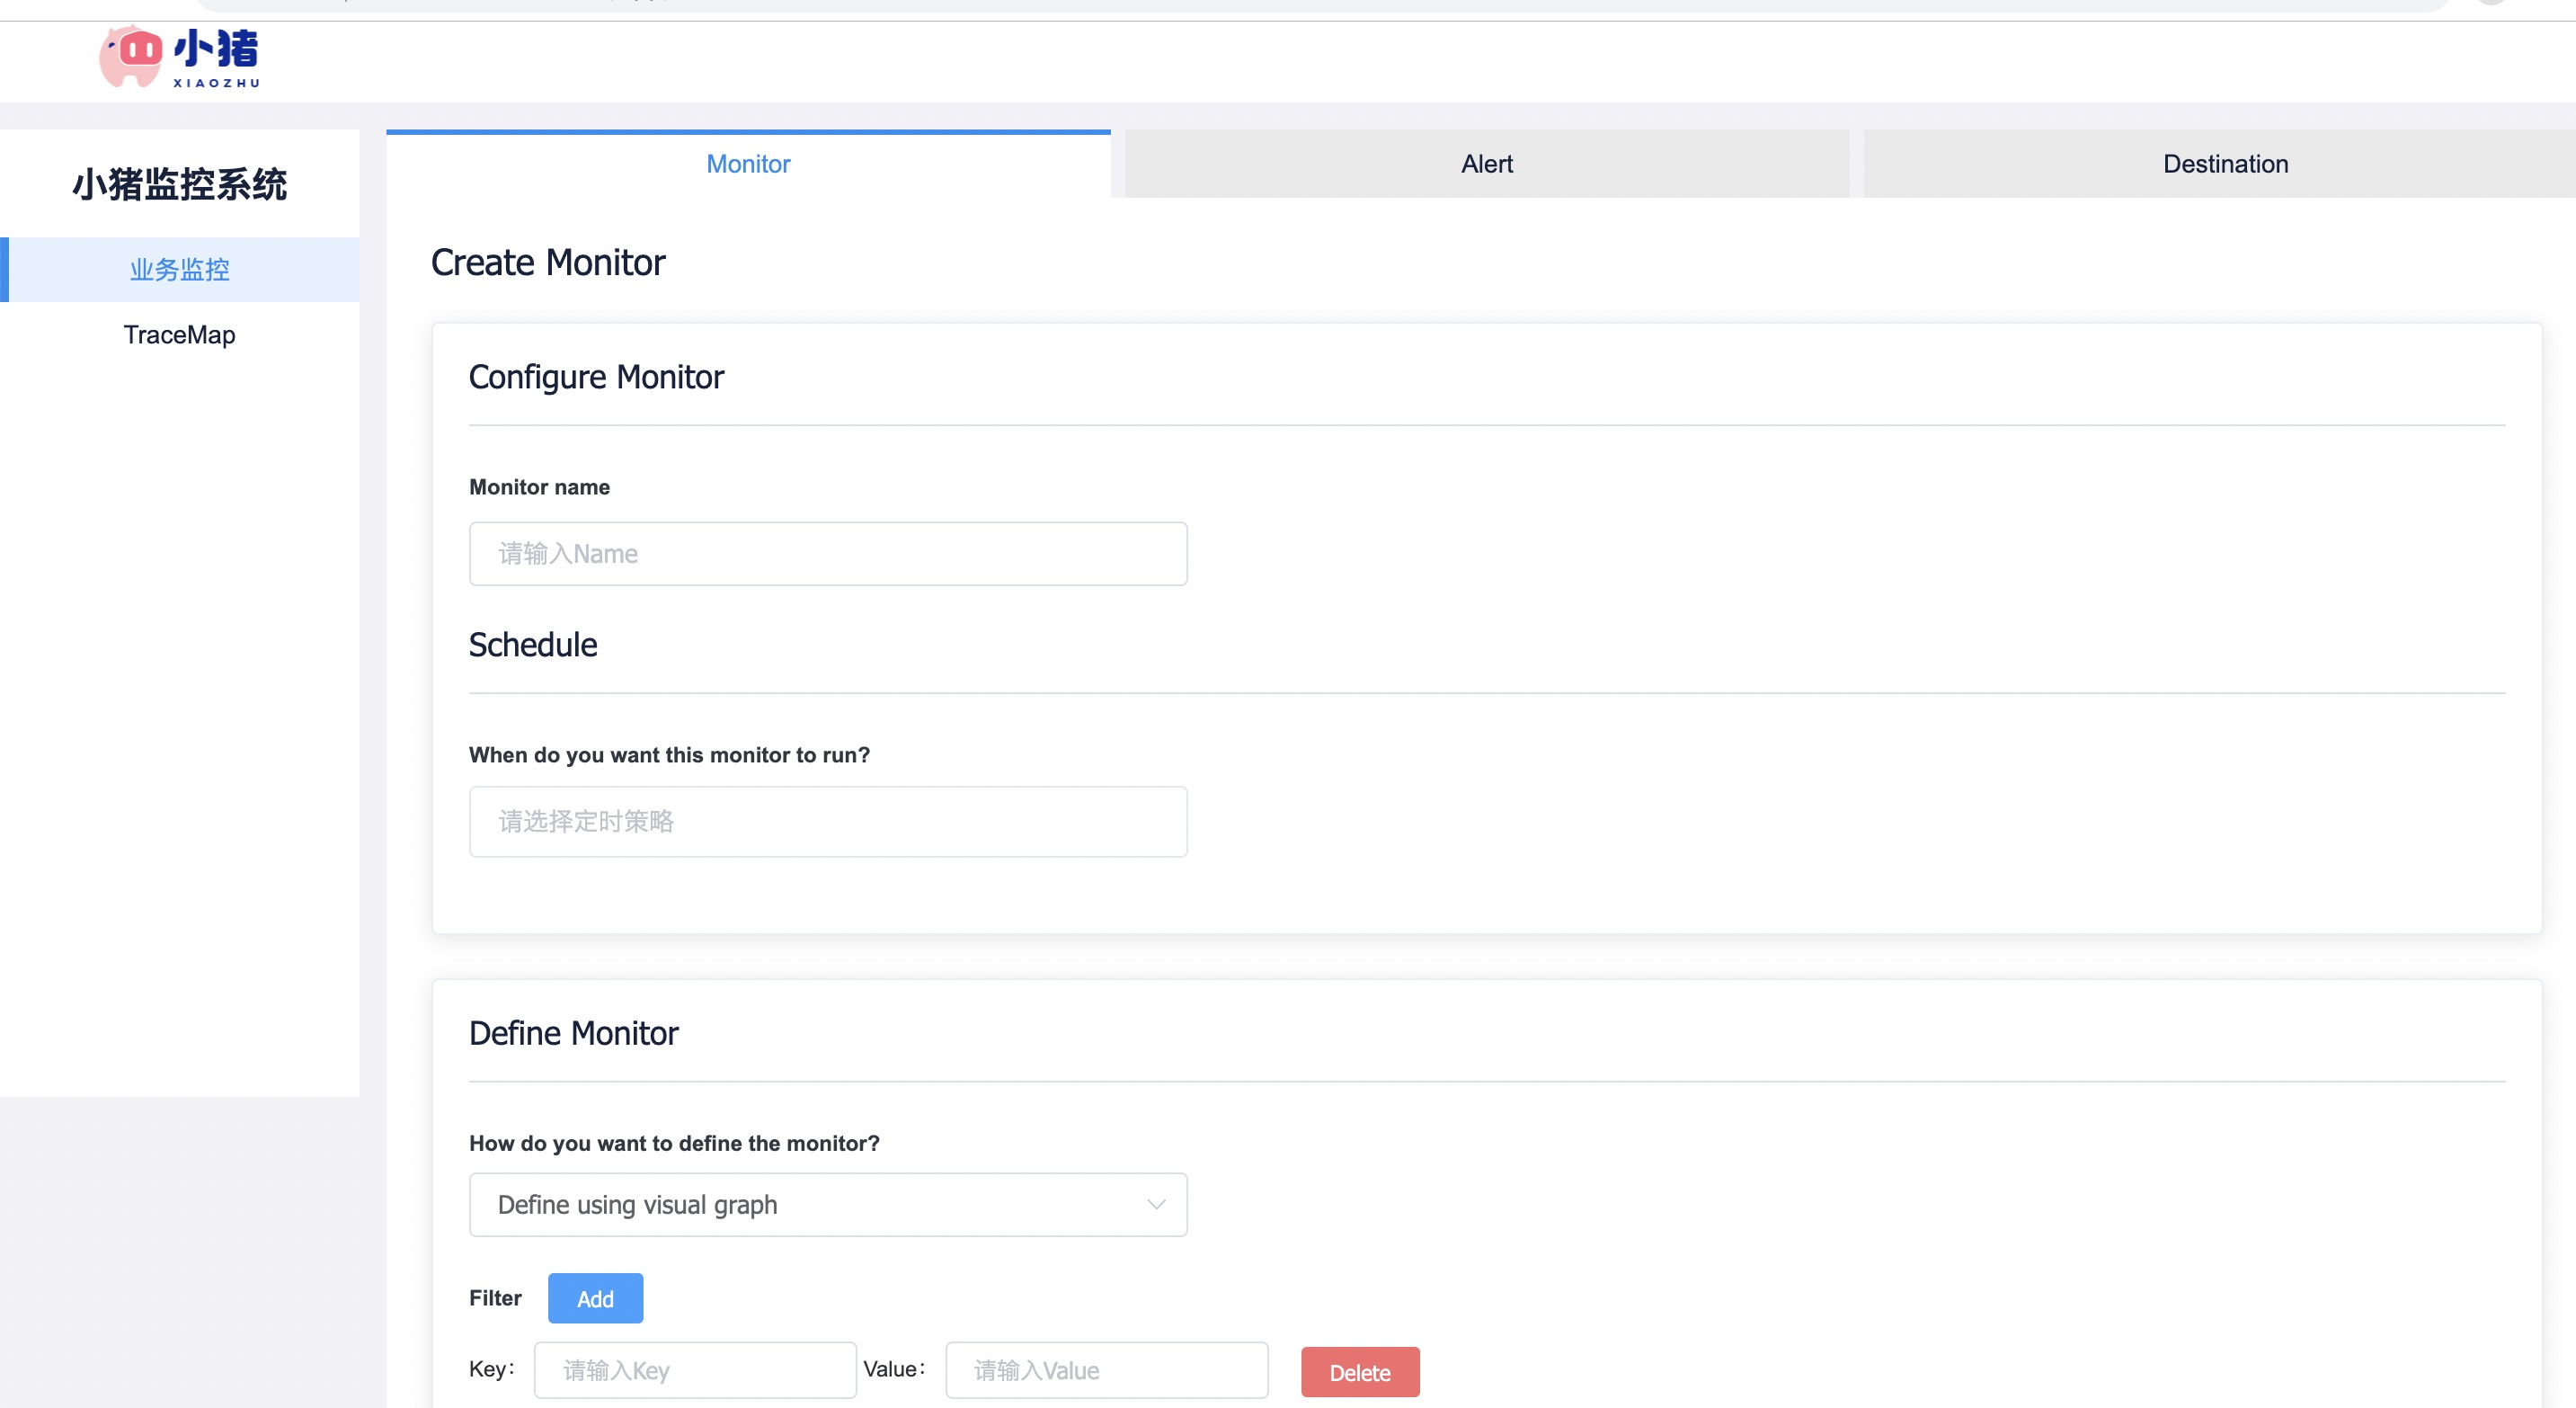 小猪
XIAOZHU
小猪监控系统
业务监控
TraceMap
Monitor
Alert
Destination
Create Monitor
Configure Monitor
Monitor name
请输入Name
Schedule
When do you want this monitor to run?
请选择定时策略
Define Monitor
How do you want to define the monitor?
Define using visual graph
Filter
Add
Key：
请输入Key
Value：
请输入Value
Delete